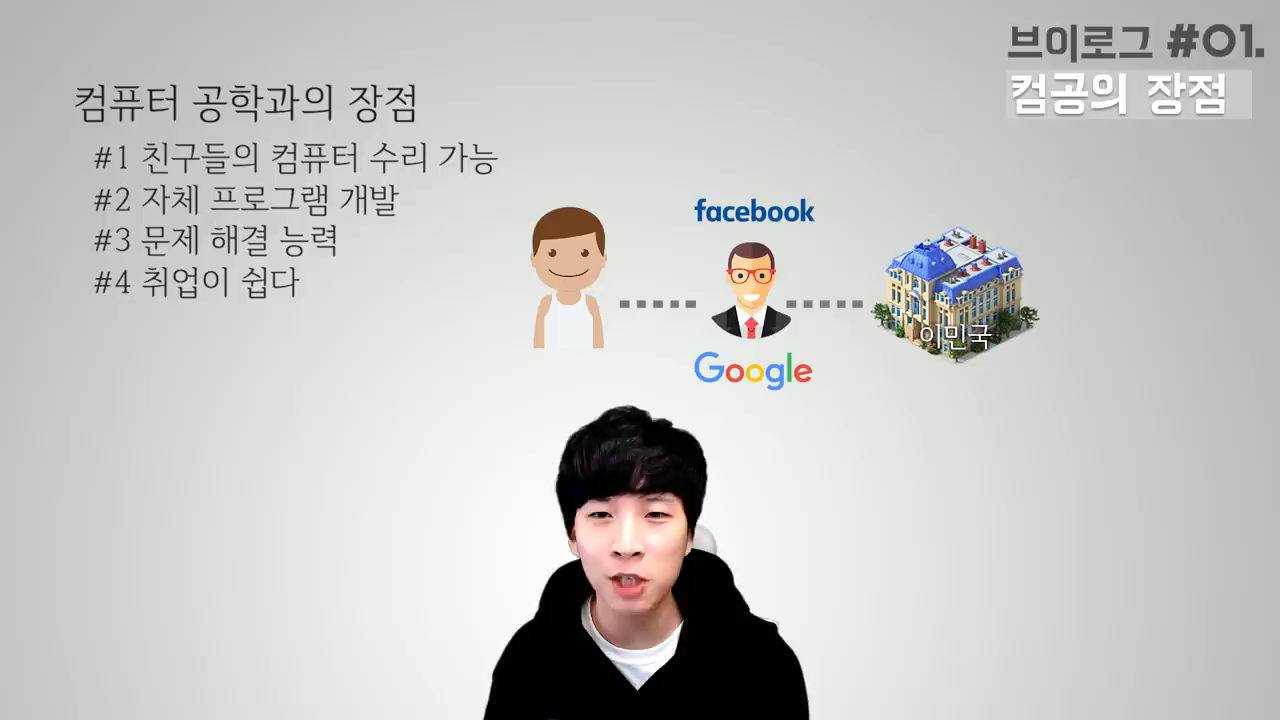 브이로그 #01.
컴공의 장점
컴퓨터 공학과의 장점
#1 친구들의 컴퓨터 수리 가능
#2 자체 프로그램 개발
#3 문제 해결 능력
#4 취업이 쉽다
facebook
이민국
Google